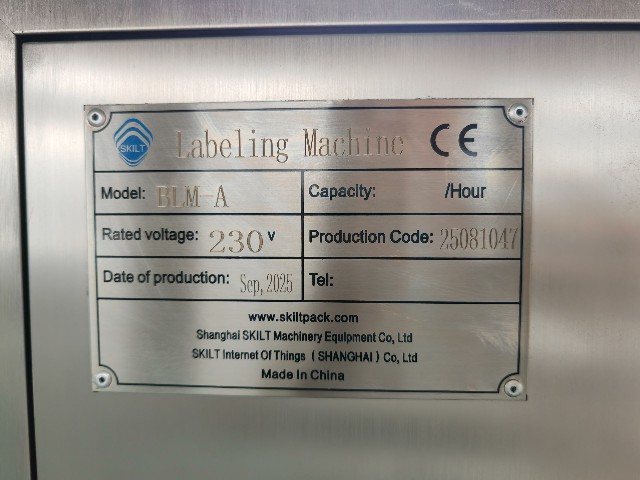 SKILT Labeling Machine CE
Model: BLM-A Capacity: /Hour
Rated voltage: 230 V Production Code: 25081047
Date of production: Sep, 2025 Tel:
www.skiltpack.com
Shanghai SKILT Machinery Equipment Co, Ltd
SKILT Internet Of Things ( SHANGHAI ) Co, Ltd
Made In China